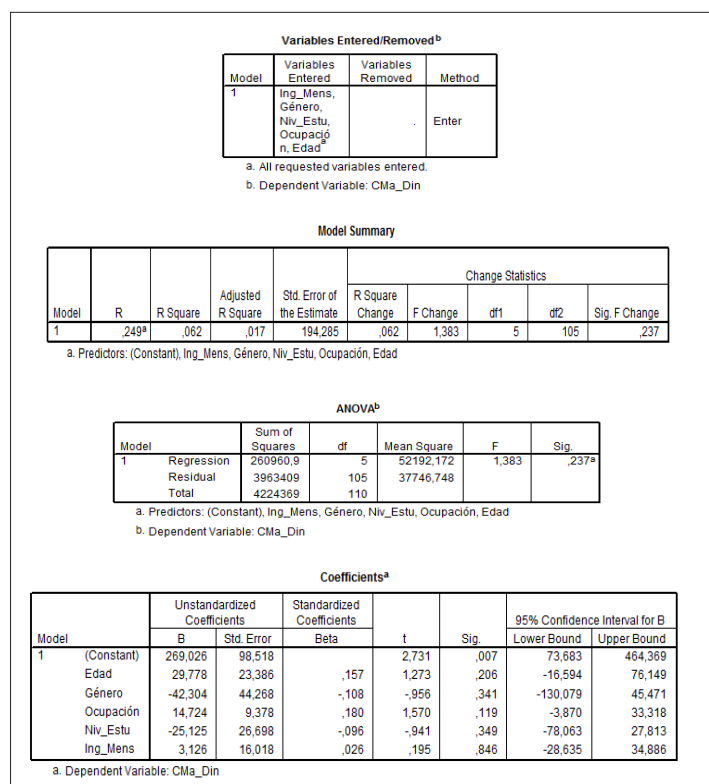 Variables Entered/Removed b
Model Variables Entered Variables Removed Method
1 Ing_Mens, Género, Niv_Estu, Ocupació n, Edad a . Enter
a. All requested variables entered.
b. Dependent Variable: CMa_Din
Model Summary
Change Statistics
Model R R Square Adjusted R Square Std. Error of the Estimate R Square Change F Change df1 df2 Sig. F Change
1 ,249a ,062 ,017 194,285 ,062 1,383 5 105 ,237
a. Predictors: (Constant), Ing_Mens, Género, Niv_Estu, Ocupación, Edad
ANOVA b
Model Sum of Squares df Mean Square F Sig.
1 Regression 260960,9 5 52192,172 1,383 ,237a
Residual 3963409 105 37746,748
Total 4224369 110
a. Predictors: (Constant), Ing_Mens, Género, Niv_Estu, Ocupación, Edad
b. Dependent Variable: CMa_Din
Coefficients a
Unstandardized Coefficients Standardized Coefficients 95% Confidence Interval for B
Model B Std. Error Beta t Sig. Lower Bound Upper Bound
1 (Constant) 269,026 98,518 2,731 ,007 73,683 464,369
Edad 29,778 23,386 ,157 1,273 ,206 -16,594 76,149
Género -42,304 44,268 -,108 -,956 ,341 -130,079 45,471
Ocupación 14,724 9,378 ,180 1,570 ,119 -3,870 33,318
Niv_Estu -25,125 26,698 -,096 -,941 ,349 -78,063 27,813
Ing_Mens 3,126 16,018 ,026 ,195 ,846 -28,635 34,886
a. Dependent Variable: CMa_Din